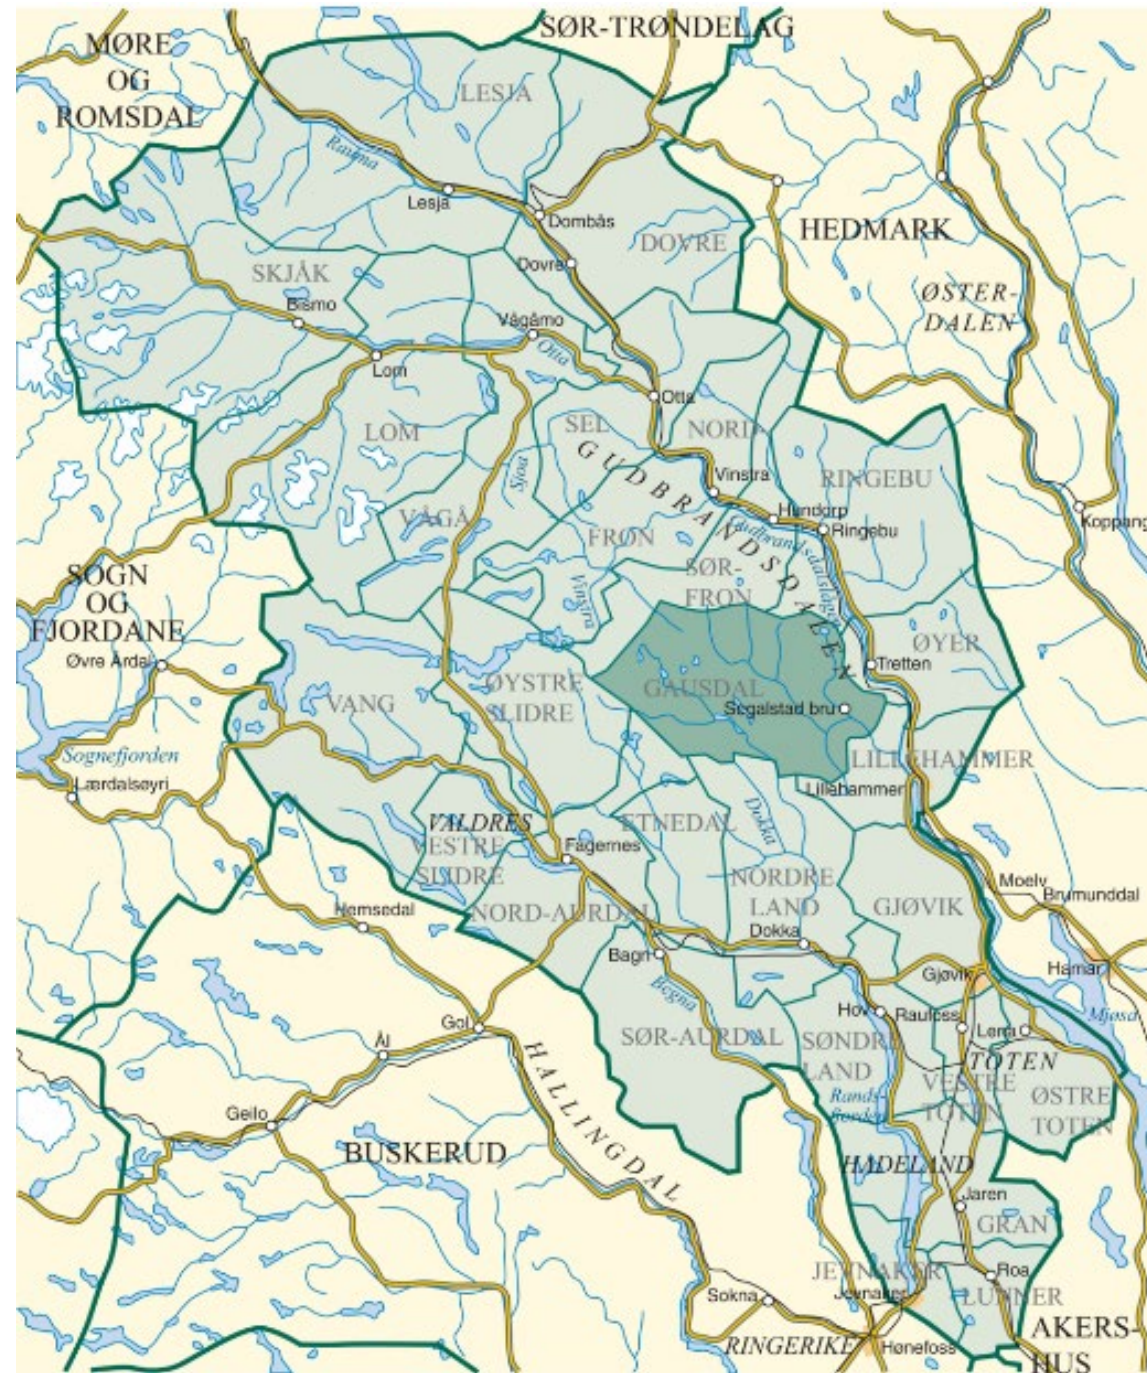 SØR-TRØNDELAG
MØRE
OG
ROMSDAL
LESJA
Rauma
Lesja
Dombås
HEDMARK
DOVRE
Dovre
SKJÅK
Bismo
ØSTER-
DALEN
Vågåmo
Otta
Lom
Otta
LOM
SEL
NORD-
GUDBRANDSDALEN
Sjoa
Vinstra
RINGEBU
VÅGÅ
Hundorp
Ringebu
Koppang
FRON
Gudbrandsdalslågen
SØR-
FRON
Vinstra
SOGN
OG
FJORDANE
Øvre Årdal
ØYER
Tretten
VANG
ØYSTRE
SLIDRE
GAUSDAL
Segalstad bru
Sognefjorden
Lærdalsøyri
LILLEHAMMER
Lillehammer
VALDRES
ETNEDAL
Dokka
VESTRE
SLIDRE
Fagernes
NORDRE
LAND
Moelv
Brumunddal
NORD-AURDAL
GJØVIK
Hemsedal
Dokka
Bagn
Gjøvik
Hamar
Begna
Hov
Raufoss
Lena
Mjøsa
Gol
SØR-AURDAL
SØNDRE
LAND
TOTEN
Ål
HALLINGDAL
VESTRE
TOTEN
ØSTRE
TOTEN
Rands-
fjorden
Geilo
BUSKERUD
HADELAND
Jaren
GRAN
JEVNAKER
Roa
Jevnaker
LUNNER
Sokna
AKERS-
HUS
RINGERIKE
Hønefoss